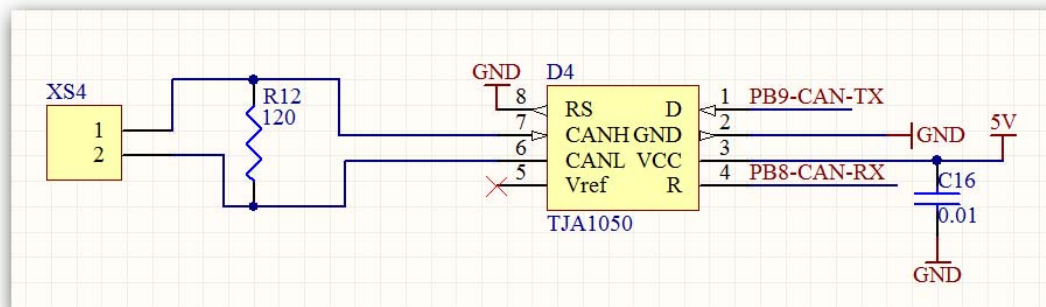 XS4
1
2
R12
120
GND
D4
8
RS
D
1
PB9-CAN-TX
7
CANH
GND
2
GND
6
CANL
VCC
3
5V
5
Vref
R
4
PB8-CAN-RX
TJA1050
C16
0.01
GND